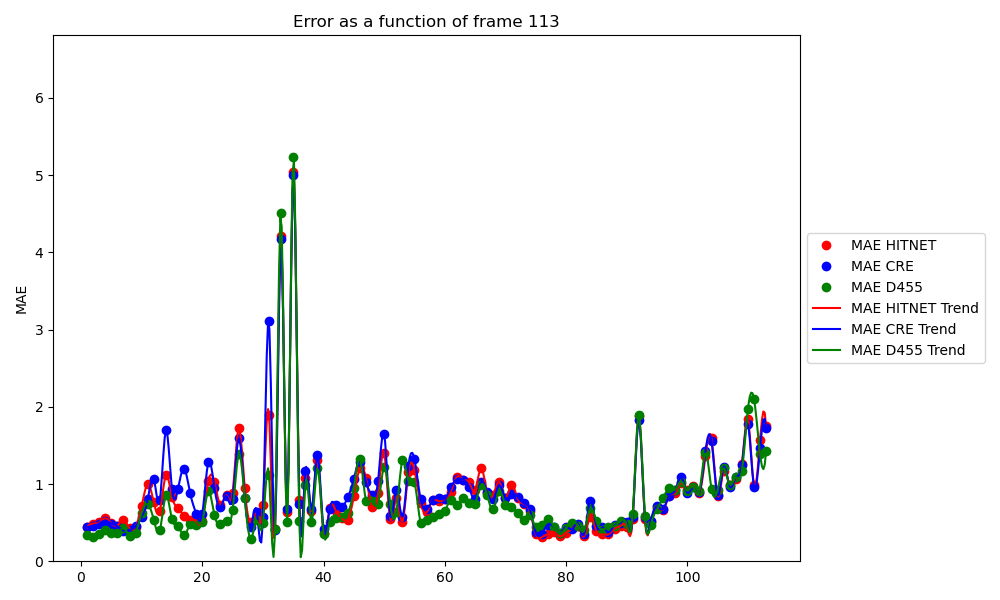 Error as a function of frame 113
MAE
6
5
4
3
2
1
0
0 20 40 60 80 100
MAE HITNET
MAE CRE
MAE D455
MAE HITNET Trend
MAE CRE Trend
MAE D455 Trend